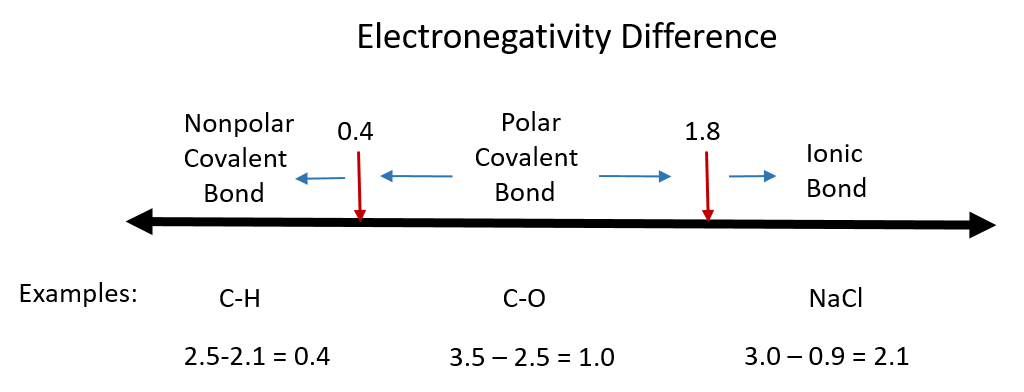 Electronegativity Difference
Nonpolar
Covalent
Bond
0.4
Polar
Covalent
Bond
1.8
Ionic
Bond
Examples:
C-H
C-O
NaCl
2.5-2.1 = 0.4
3.5 – 2.5 = 1.0
3.0 – 0.9 = 2.1